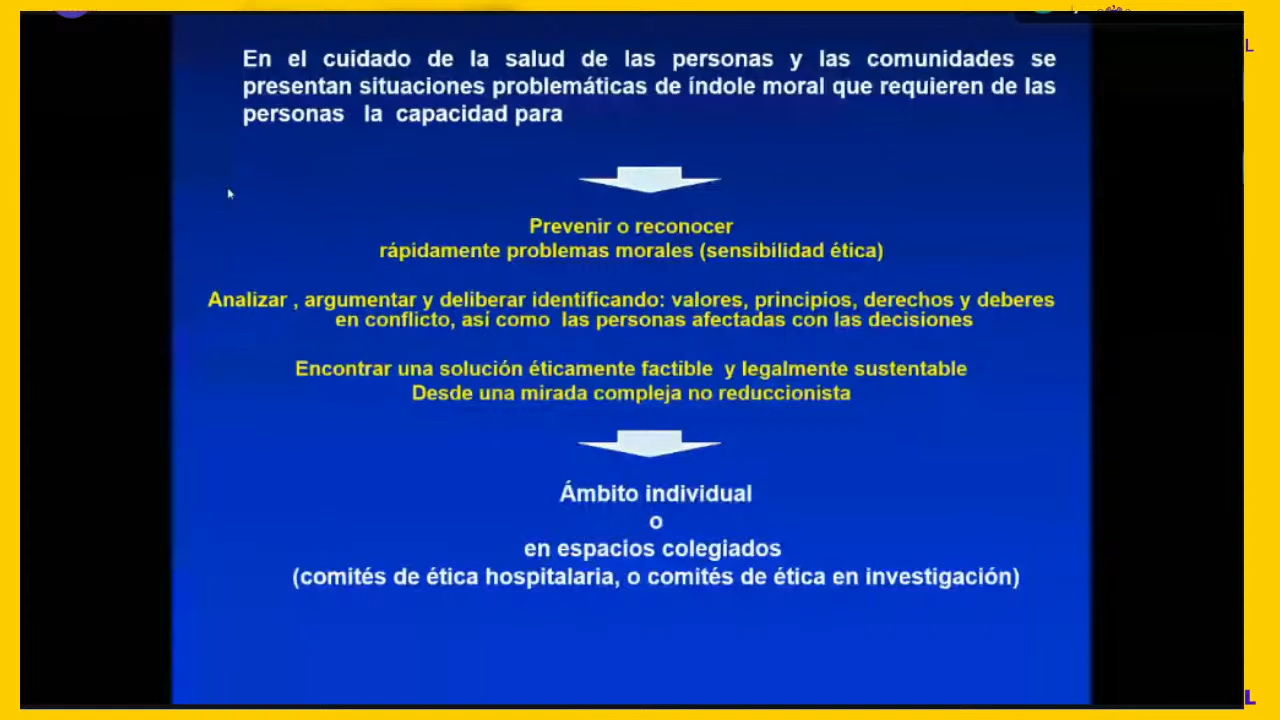 En el cuidado de la salud de las personas y las comunidades se
presentan situaciones problemáticas de índole moral que requieren de las
personas la capacidad para
Prevenir o reconocer
rápidamente problemas morales (sensibilidad ética)
Analizar , argumentar y deliberar identificando: valores, principios, derechos y deberes
en conflicto, así como las personas afectadas con las decisiones
Encontrar una solución éticamente factible y legalmente sustentable
Desde una mirada compleja no reduccionista
Ámbito individual
o
en espacios colegiados
(comités de ética hospitalaria, o comités de ética en investigación)
L
L